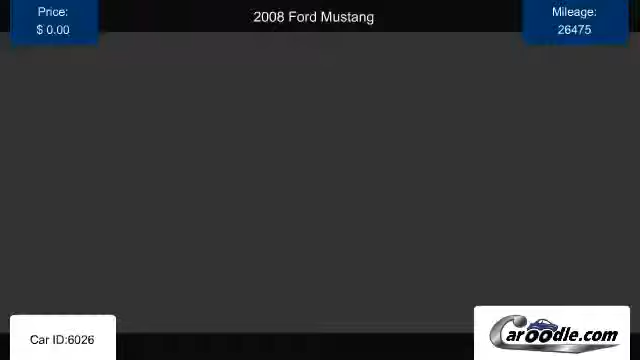 Price:
$ 0.00
2008 Ford Mustang
Mileage:
26475
Car ID:6026
Caroodle.com